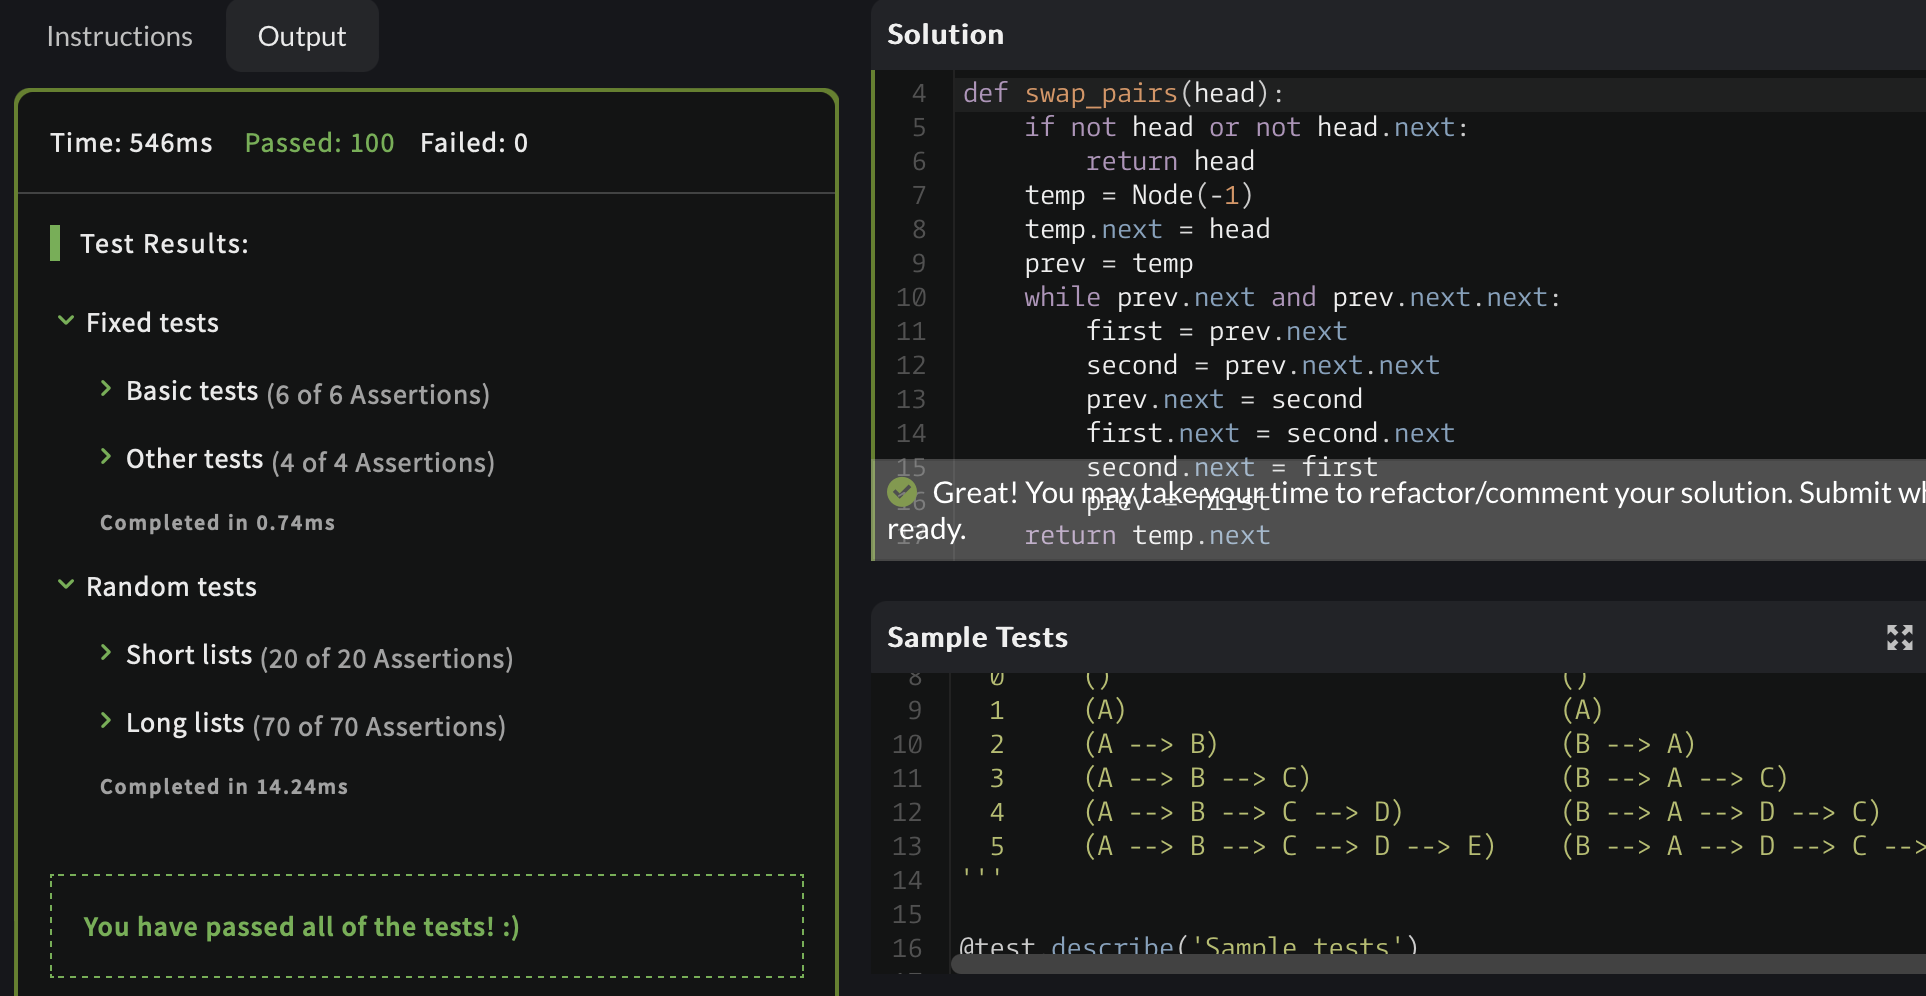 Instructions
Output
Time: 546ms Passed: 100 Failed: 0
Test Results:
Fixed tests
Basic tests (6 of 6 Assertions)
Other tests (4 of 4 Assertions)
Completed in 0.74ms
Random tests
Short lists (20 of 20 Assertions)
Long lists (70 of 70 Assertions)
Completed in 14.24ms
You have passed all of the tests! :)
Solution
4 def swap_pairs(head):
5     if not head or not head.next:
6         return head
7     temp = Node(-1)
8     temp.next = head
9     prev = temp
10     while prev.next and prev.next.next:
11         first = prev.next
12         second = prev.next.next
13         prev.next = second
14         first.next = second.next
15         second.next = first
16         prev = first
Great! You may take your time to refactor/comment your solution. Submit wh
ready.
17     return temp.next
Sample Tests
8   0     ()     ()
9   1     (A)     (A)
10   2     (A --> B)     (B --> A)
11   3     (A --> B --> C)     (B --> A --> C)
12   4     (A --> B --> C --> D)     (B --> A --> D --> C)
13   5     (A --> B --> C --> D --> E)     (B --> A --> D --> C -->
14 '''
15
16 @test.describe('Sample tests')